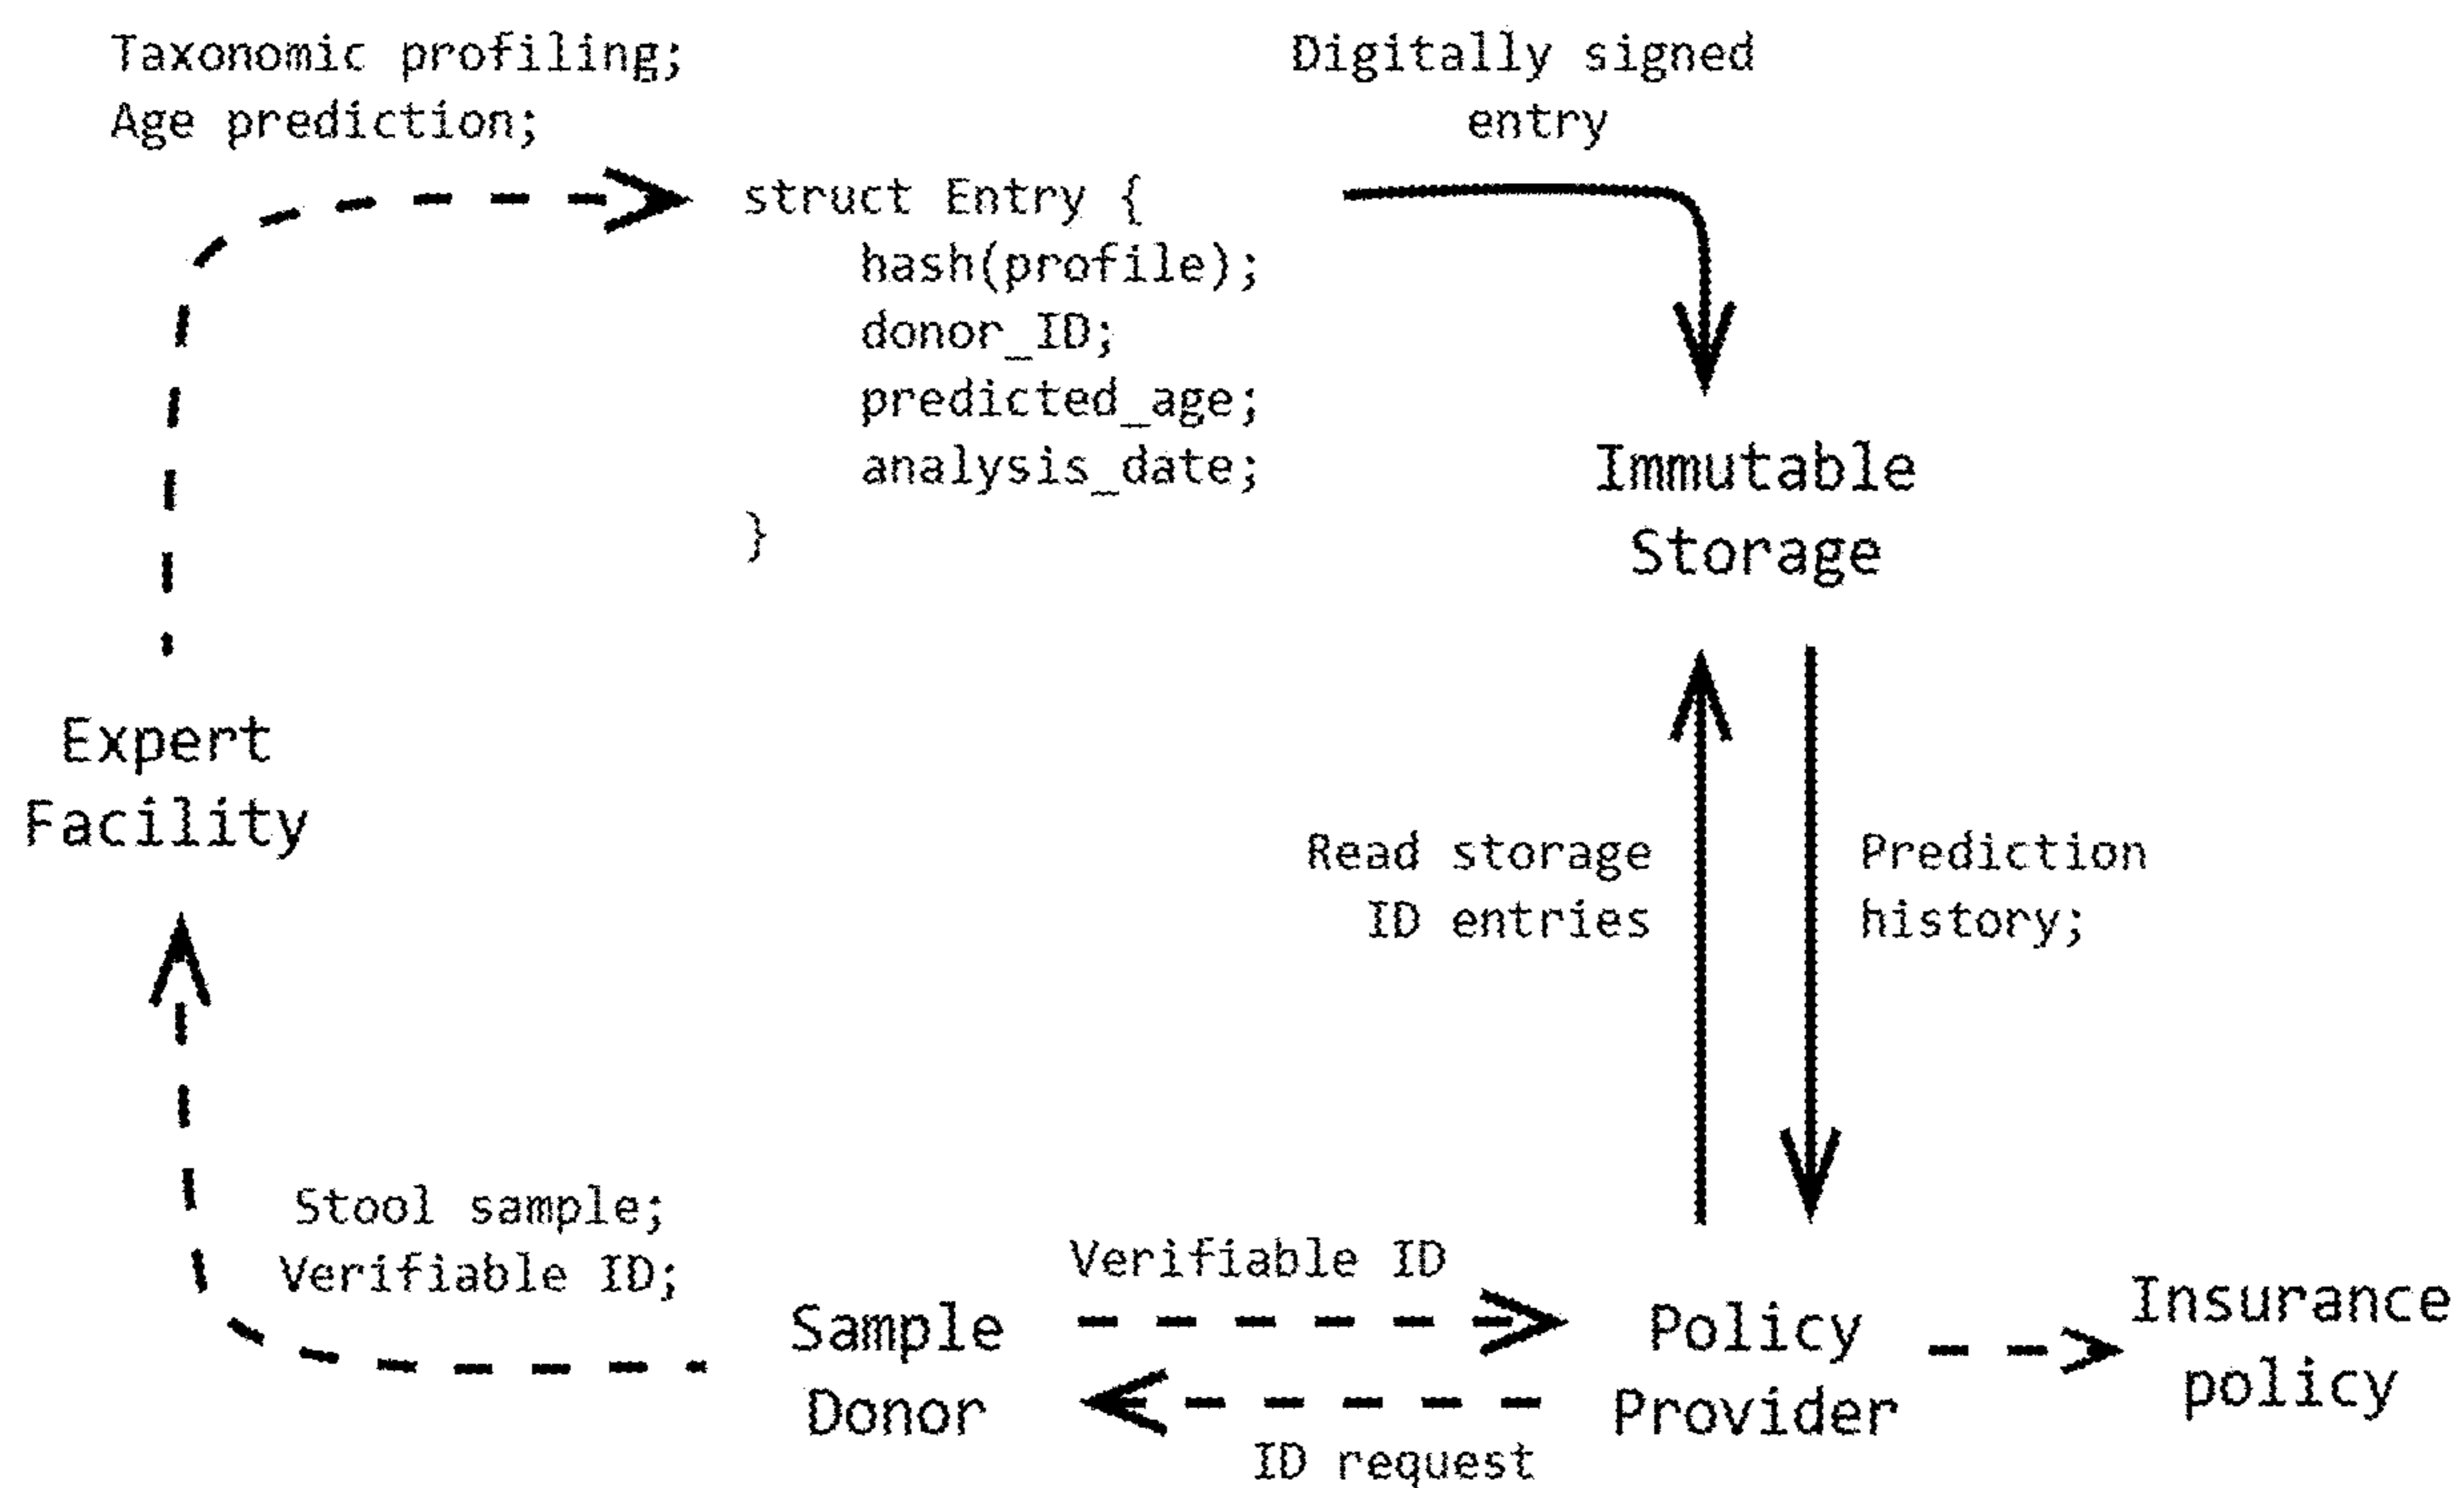 Taxonomic profiling;
Age prediction;
Digitally signed
entry
struct Entry {
hash(profile);
donor_ID;
predicted_age;
analysis_date;
}
Immutable
Storage
Expert
Facility
Read storage
ID entries
Prediction
history;
Stool sample;
Verifiable ID;
Sample
Donor
Verifiable ID
ID request
Policy
Provider
Insurance
policy